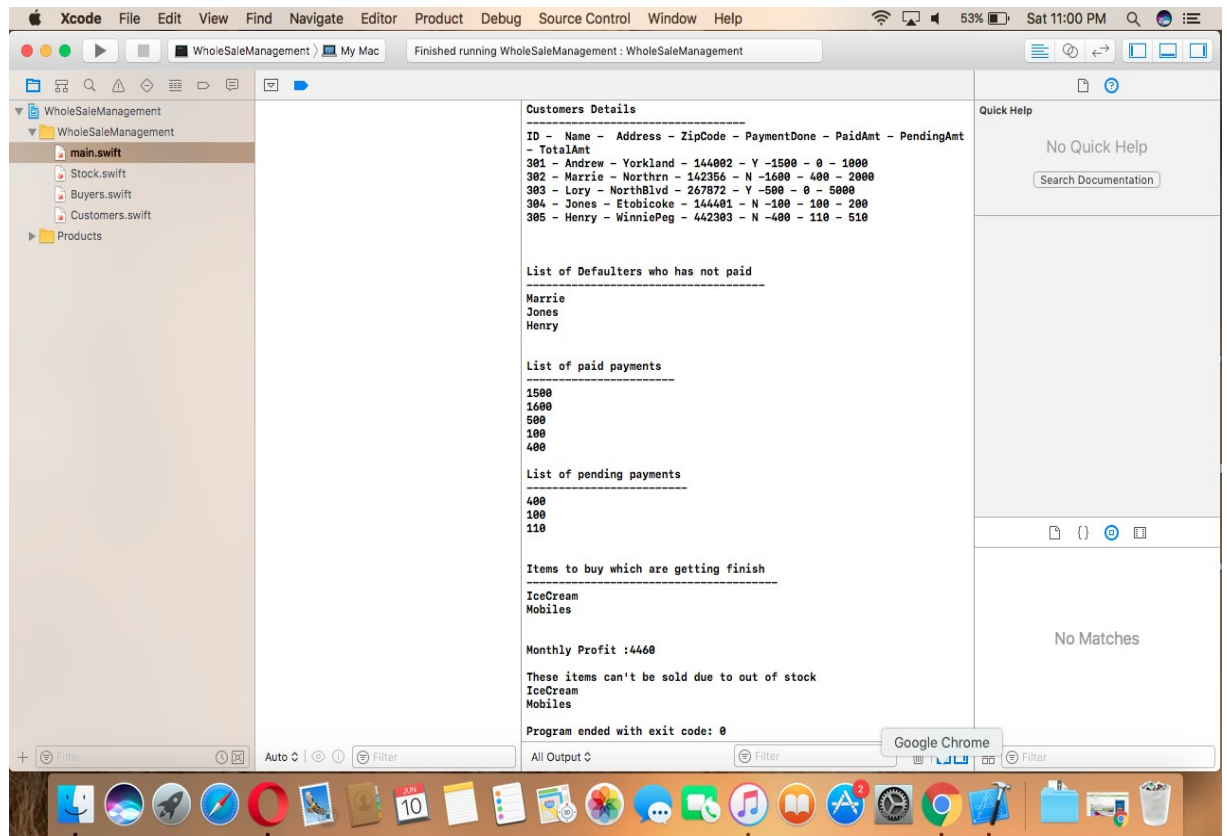 Xcode File Edit View Find Navigate Editor Product Debug Source Control Window Help 53% Sat 11:00 PM
WholeSaleManagement My Mac Finished running WholeSaleManagement : WholeSaleManagement
WholeSaleManagement
WholeSaleManagement
main.swift
Stock.swift
Buyers.swift
Customers.swift
Products
Customers Details
-----------------------------------
ID - Name - Address - ZipCode - PaymentDone - PaidAmt - PendingAmt
- TotalAmt
301 - Andrew - Yorkland - 144002 - Y -1500 - 0 - 1000
302 - Marrie - Northrn - 142356 - N -1600 - 400 - 2000
303 - Lory - NorthBlvd - 267872 - Y -500 - 0 - 5000
304 - Jones - Etobicoke - 144401 - N -100 - 100 - 200
305 - Henry - WinniePeg - 442303 - N -400 - 110 - 510
List of Defaulters who has not paid
--------------------------------------
Marrie
Jones
Henry
List of paid payments
------------------------
1500
1600
500
100
400
List of pending payments
--------------------------
400
100
110
Items to buy which are getting finish
----------------------------------------
IceCream
Mobiles
Monthly Profit :4460
These items can't be sold due to out of stock
IceCream
Mobiles
Program ended with exit code: 0
Quick Help
No Quick Help
Search Documentation
No Matches
Google Chrome
Filter
Auto
Filter
All Output
Filter
Filter
JUN
10
2